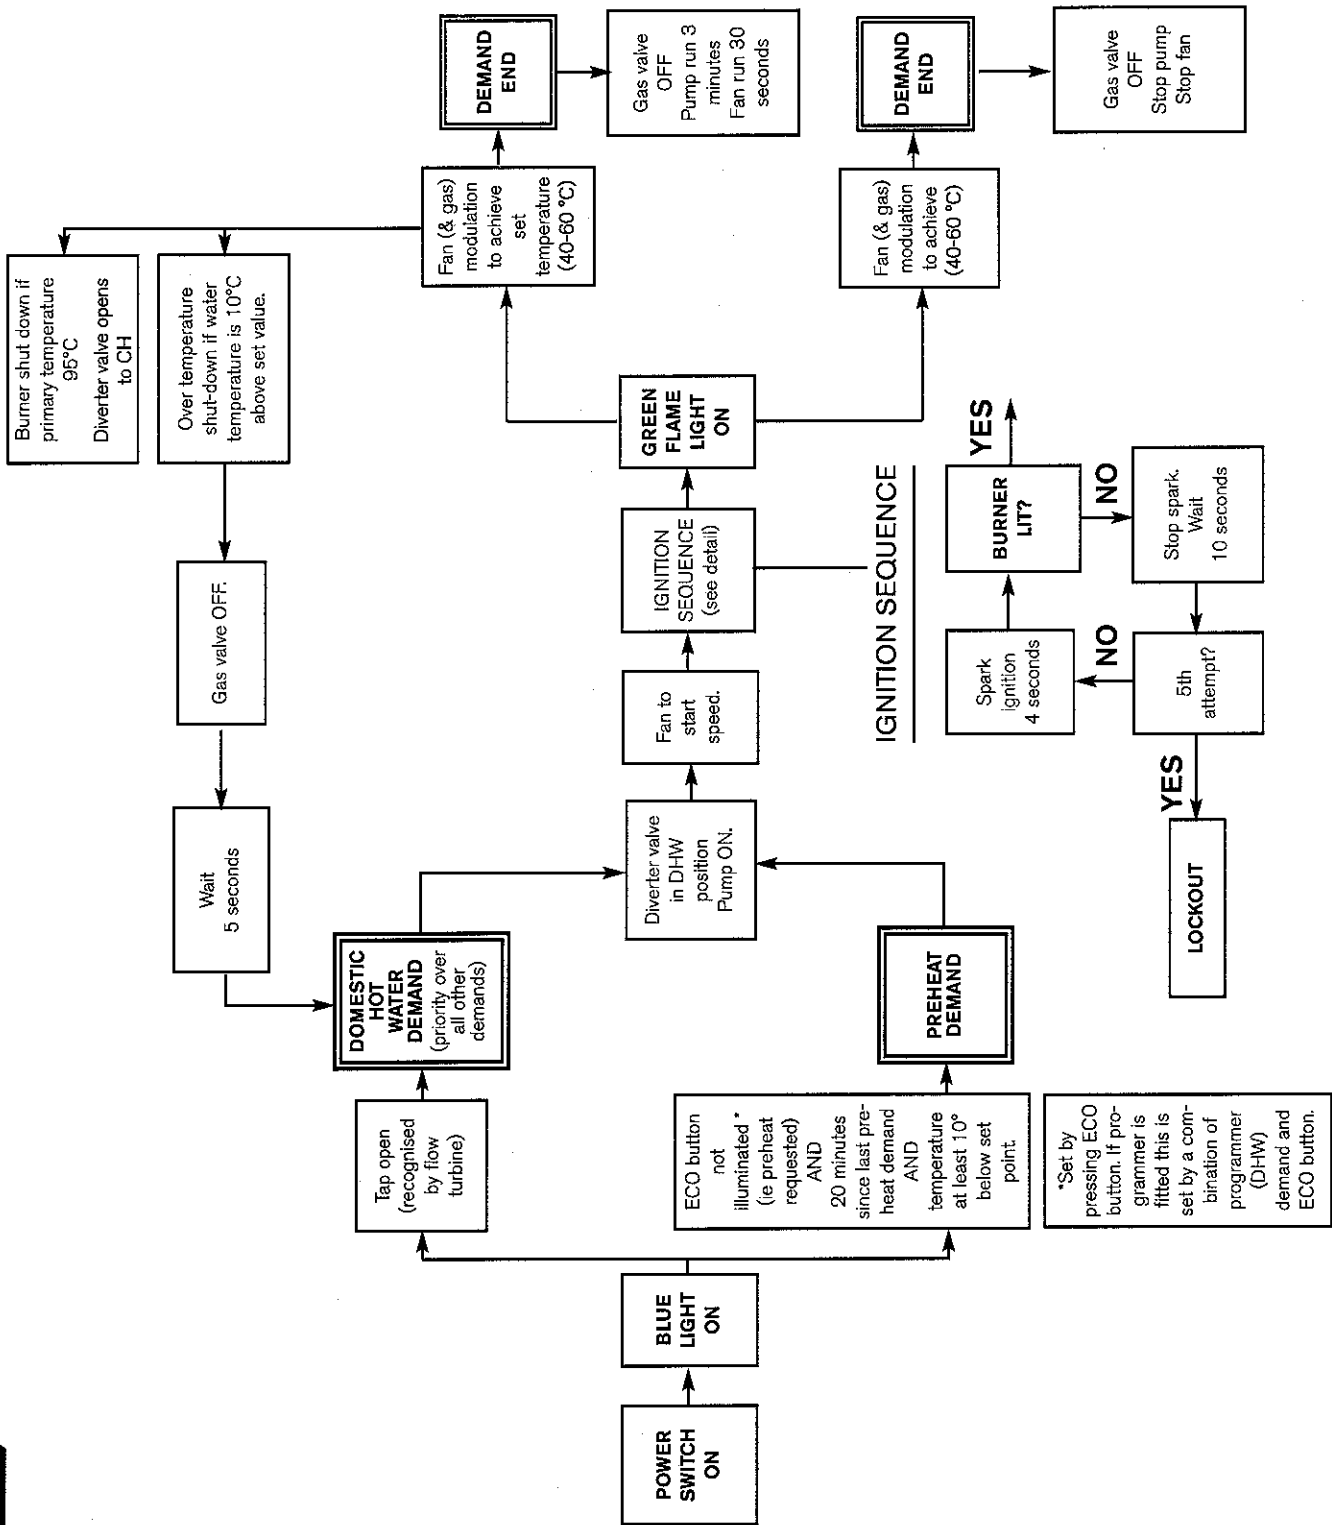 POWER
SWITCH
ON
BLUE
LIGHT
ON
Tap open
(recognised
by flow
turbine)
DOMESTIC
HOT
WATER
DEMAND
(priority over
all other
demands)
Wait
5 seconds
Gas valve OFF.
Over temperature
shut-down if water
temperature is 10°C
above set value.
Burner shut down if
primary temperature
95°C
Diverter valve opens
to CH
ECO button
not
illuminated *
(ie preheat
requested)
AND
20 minutes
since last pre-
heat demand
AND
temperature
at least 10°
below set
point.
*Set by
pressing ECO
button. If pro-
grammer is
fitted this is
set by a com-
bination of
programmer
(DHW)
demand and
ECO button.
PREHEAT
DEMAND
Diverter valve
in DHW
position
Pump ON.
Fan to
start
speed.
IGNITION
SEQUENCE
(see detail)
GREEN
FLAME
LIGHT
ON
Fan (& gas)
modulation
to achieve
set
temperature
(40-60 °C)
DEMAND
END
Gas valve
OFF
Pump run 3
minutes
Fan run 30
seconds
Fan (& gas)
modulation
to achieve
(40-60 °C)
DEMAND
END
Gas valve
OFF
Stop pump
Stop fan
IGNITION SEQUENCE
Spark
ignition
4 seconds
BURNER
LIT?
YES
NO
Stop spark.
Wait
10 seconds
5th
attempt?
NO
YES
LOCKOUT